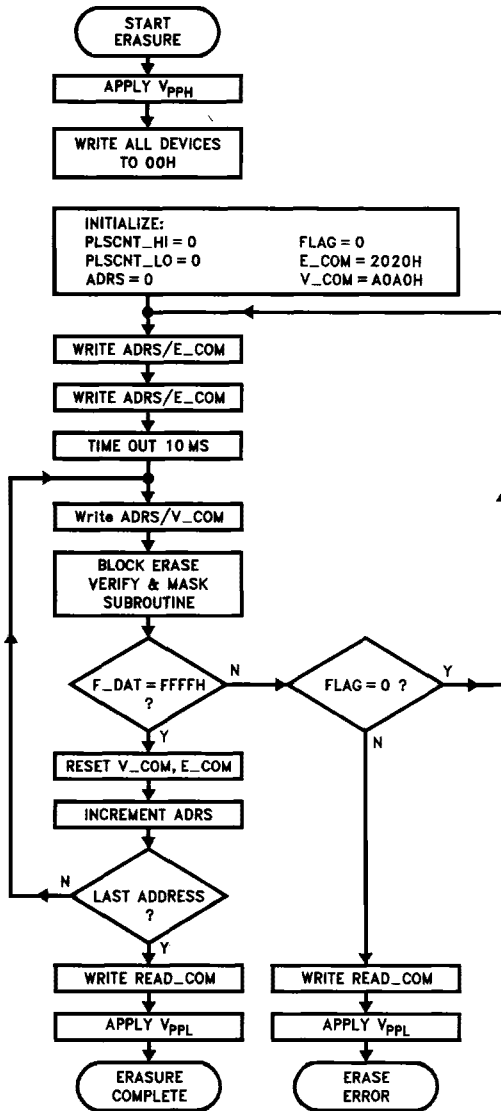 START
ERASURE
APPLY VPPH
WRITE ALL DEVICES
TO 00H
INITIALIZE:
PLSCNT_HI = 0 FLAG = 0
PLSCNT_LO = 0 E_COM = 2020H
ADRS = 0 V_COM = A0A0H
WRITE ADRS/E_COM
WRITE ADRS/E_COM
TIME OUT 10 MS
Write ADRS/V_COM
BLOCK ERASE
VERIFY & MASK
SUBROUTINE
F_DAT = FFFFH
?
N
FLAG = 0 ?
Y
Y
N
RESET V_COM, E_COM
INCREMENT ADRS
N
LAST ADDRESS
?
Y
WRITE READ_COM
WRITE READ_COM
APPLY VPPL
APPLY VPPL
ERASURE
COMPLETE
ERASE
ERROR